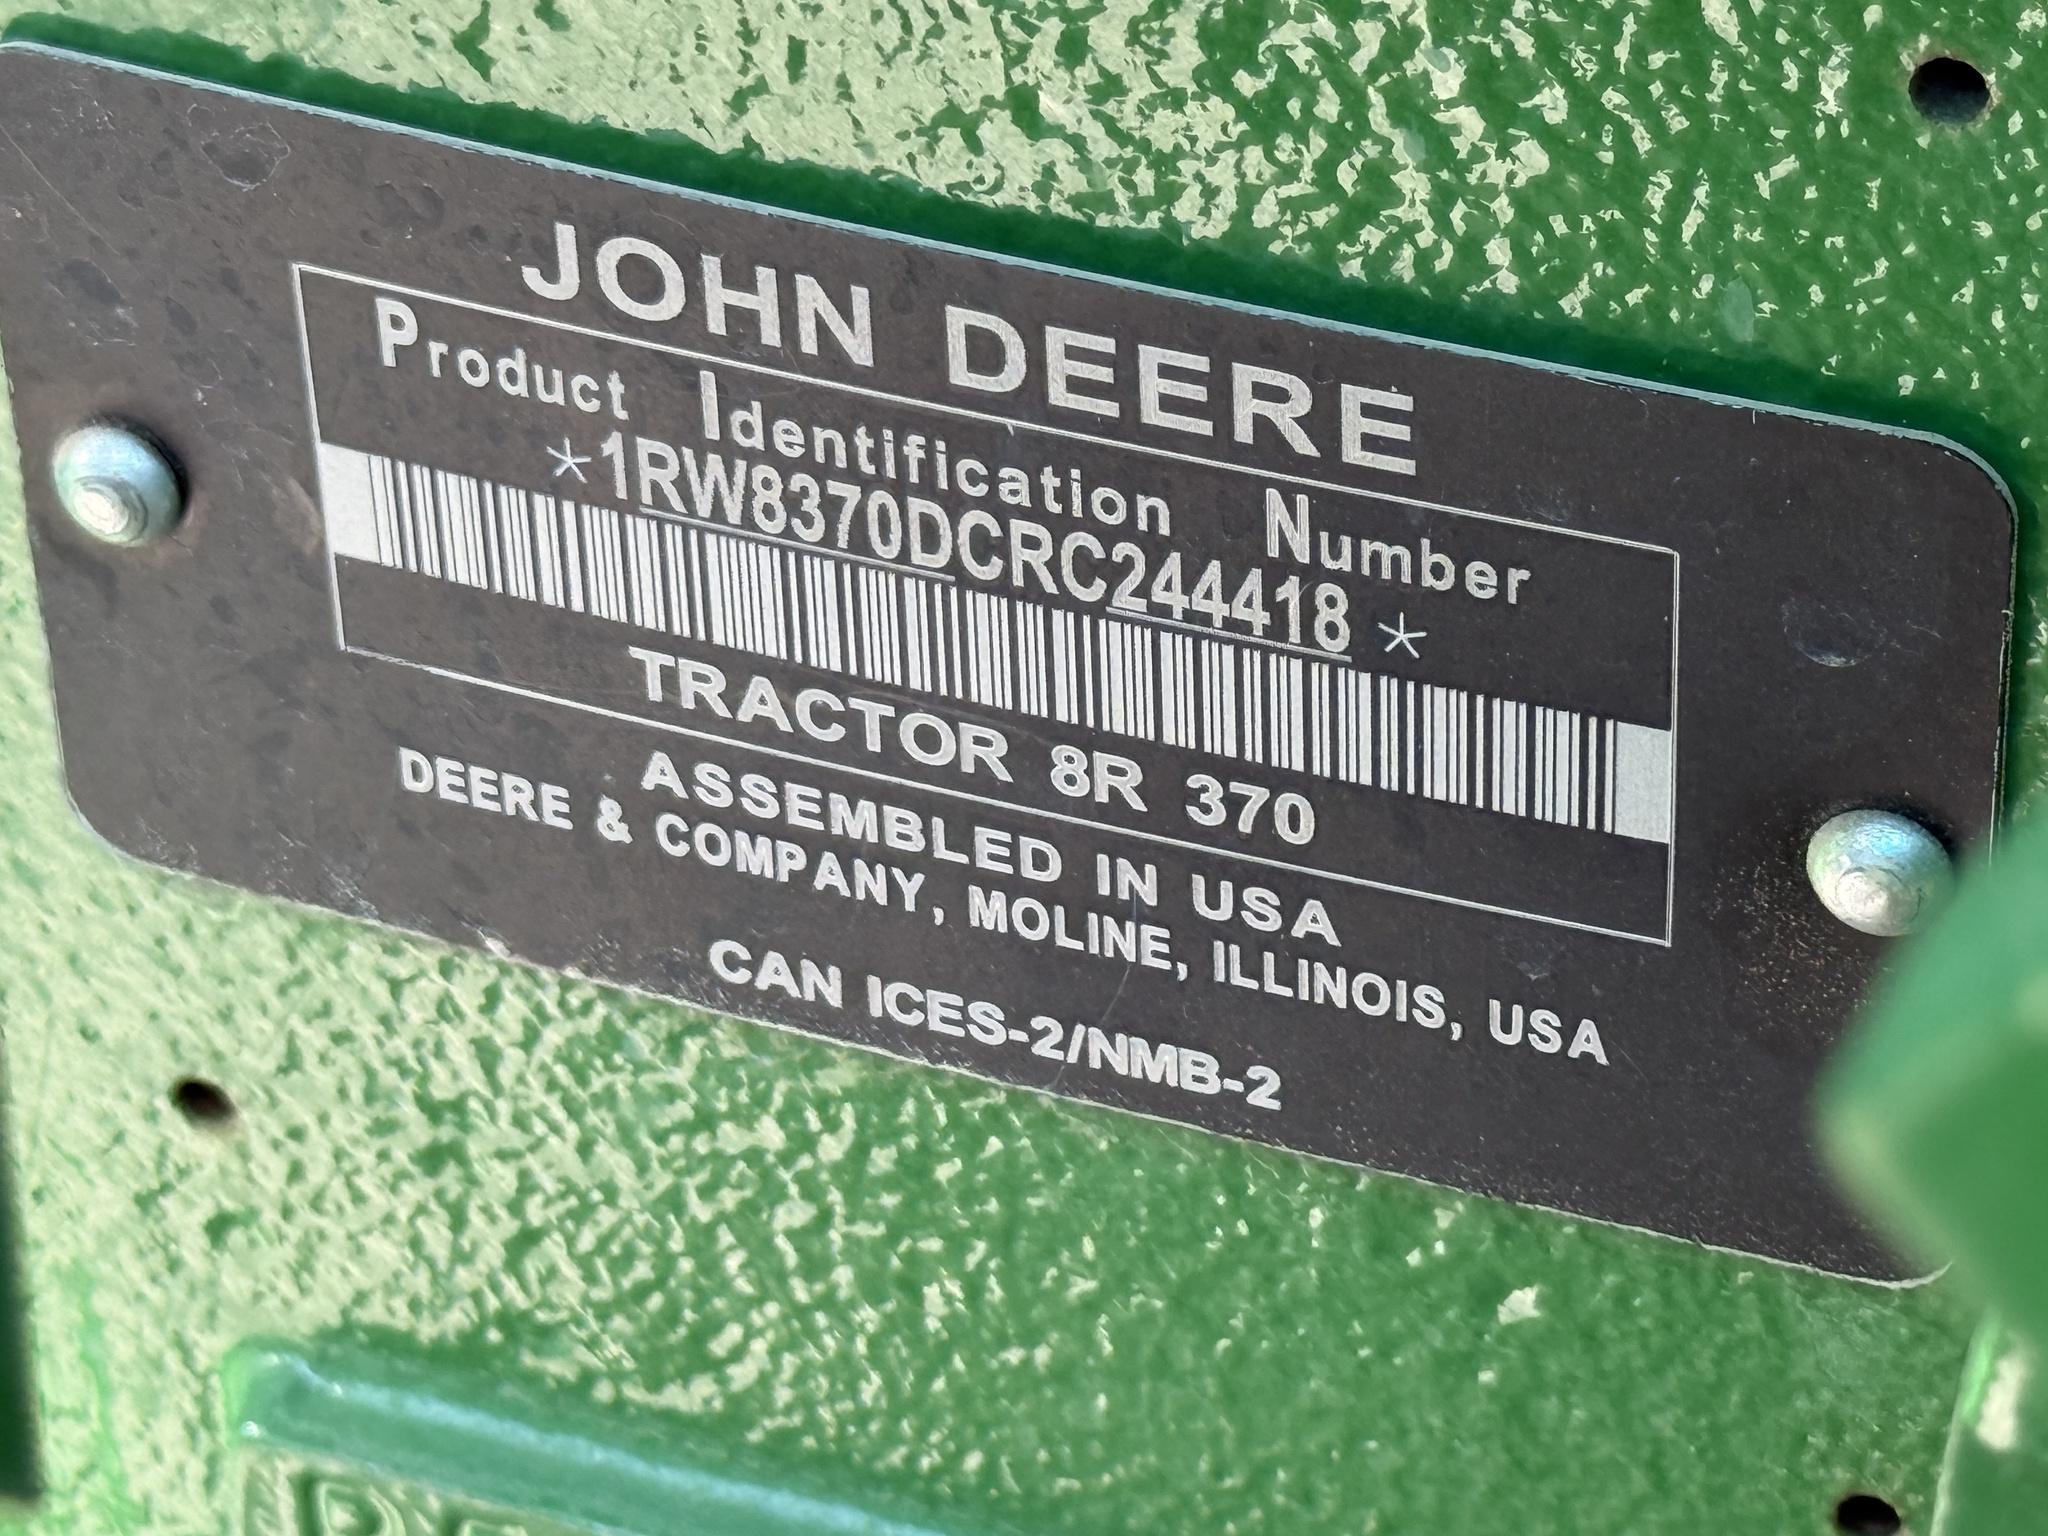 JOHN DEERE
Product Identification Number
*1RW8370DCRC244418*
TRACTOR 8R 370
ASSEMBLED IN USA
DEERE & COMPANY, MOLINE, ILLINOIS, USA
CAN ICES-2/NMB-2